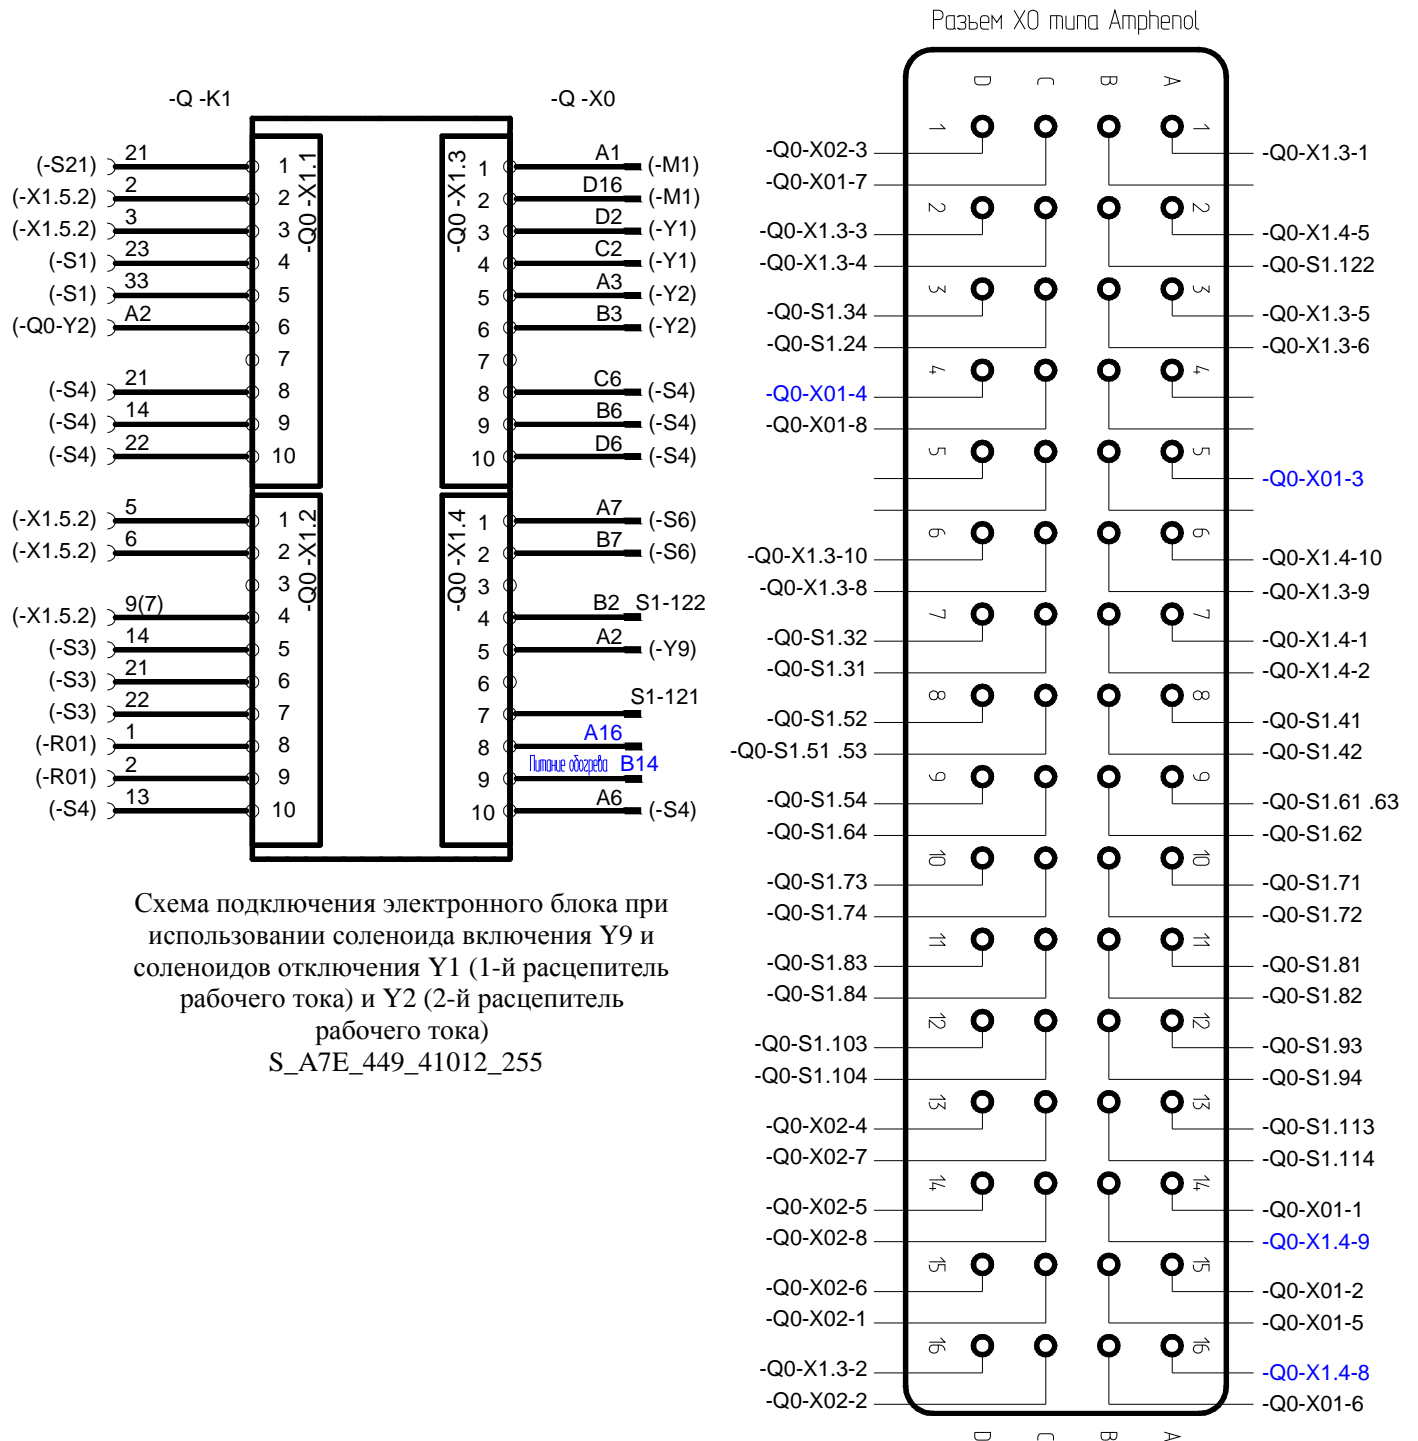 Разъем X0 типа Amphenol
-Q -K1
-Q -X0
-Q0 -X1.1
(-S21) 21 1
(-X1.5.2) 2 2
(-X1.5.2) 3 3
(-S1) 23 4
(-S1) 33 5
(-Q0-Y2) A2 6
7
(-S4) 21 8
(-S4) 14 9
(-S4) 22 10
-Q0 -X1.2
(-X1.5.2) 5 1
(-X1.5.2) 6 2
3
(-X1.5.2) 9(7) 4
(-S3) 14 5
(-S3) 21 6
(-S3) 22 7
(-R01) 1 8
(-R01) 2 9
(-S4) 13 10
-Q0 -X1.3
1 A1 (-M1)
2 D16 (-M1)
3 D2 (-Y1)
4 C2 (-Y1)
5 A3 (-Y2)
6 B3 (-Y2)
7
8 C6 (-S4)
9 B6 (-S4)
10 D6 (-S4)
-Q0 -X1.4
1 A7 (-S6)
2 B7 (-S6)
3
4 B2 S1-122
5 A2 (-Y9)
6
7 S1-121
8 A16
9 Питание обогрева B14
10 A6 (-S4)
Схема подключения электронного блока при
использовании соленоида включения Y9 и
соленоидов отключения Y1 (1-й расцепитель
рабочего тока) и Y2 (2-й расцепитель
рабочего тока)
S_A7E_449_41012_255
D C B A
1 1
-Q0-X02-3 -Q0-X1.3-1
-Q0-X01-7
2 2
-Q0-X1.3-3 -Q0-X1.4-5
-Q0-X1.3-4 -Q0-S1.122
3 3
-Q0-S1.34 -Q0-X1.3-5
-Q0-S1.24 -Q0-X1.3-6
4 4
-Q0-X01-4
-Q0-X01-8
5 5
-Q0-X01-3
6 6
-Q0-X1.3-10 -Q0-X1.4-10
-Q0-X1.3-8 -Q0-X1.3-9
7 7
-Q0-S1.32 -Q0-X1.4-1
-Q0-S1.31 -Q0-X1.4-2
8 8
-Q0-S1.52 -Q0-S1.41
-Q0-S1.51 .53 -Q0-S1.42
9 9
-Q0-S1.54 -Q0-S1.61 .63
-Q0-S1.64 -Q0-S1.62
10 10
-Q0-S1.73 -Q0-S1.71
-Q0-S1.74 -Q0-S1.72
11 11
-Q0-S1.83 -Q0-S1.81
-Q0-S1.84 -Q0-S1.82
12 12
-Q0-S1.103 -Q0-S1.93
-Q0-S1.104 -Q0-S1.94
13 13
-Q0-X02-4 -Q0-S1.113
-Q0-X02-7 -Q0-S1.114
14 14
-Q0-X02-5 -Q0-X01-1
-Q0-X02-8 -Q0-X1.4-9
15 15
-Q0-X02-6 -Q0-X01-2
-Q0-X02-1 -Q0-X01-5
16 16
-Q0-X1.3-2 -Q0-X1.4-8
-Q0-X02-2 -Q0-X01-6
D C B A